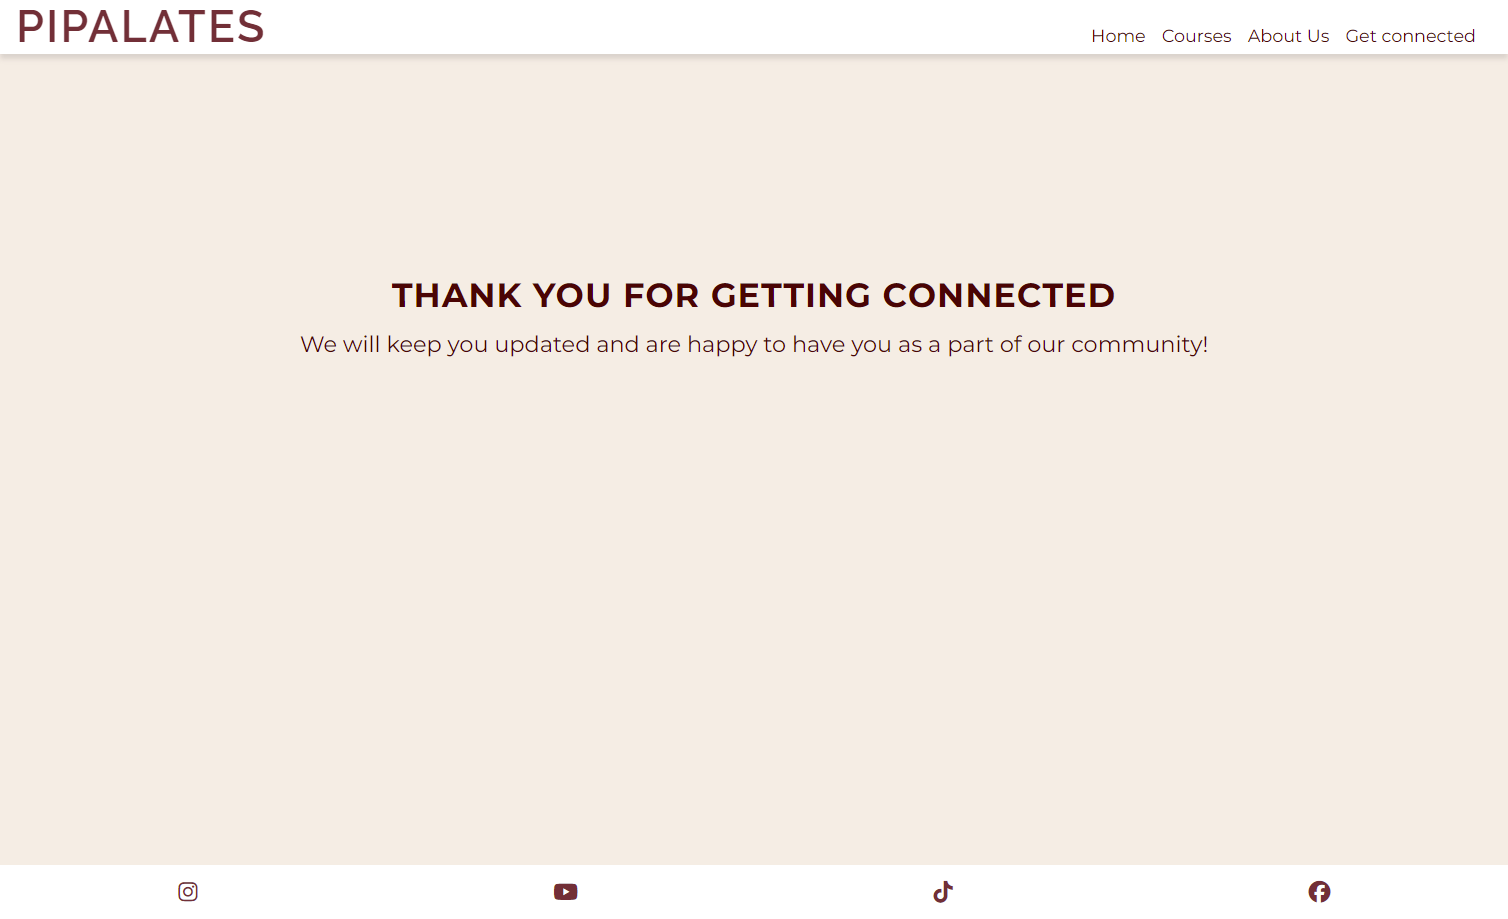 PIPALATES
Home Courses About Us Get connected
THANK YOU FOR GETTING CONNECTED
We will keep you updated and are happy to have you as a part of our community!